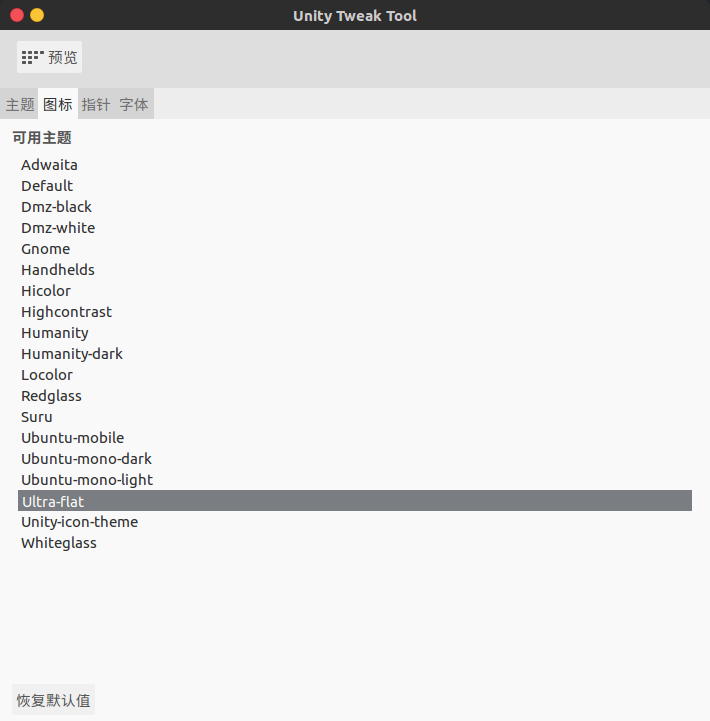 Unity Tweak Tool
预览
主题 图标 指针 字体
可用主题
Adwaita
Default
Dmz-black
Dmz-white
Gnome
Handhelds
Hicolor
Highcontrast
Humanity
Humanity-dark
Locolor
Redglass
Suru
Ubuntu-mobile
Ubuntu-mono-dark
Ubuntu-mono-light
Ultra-flat
Unity-icon-theme
Whiteglass
恢复默认值